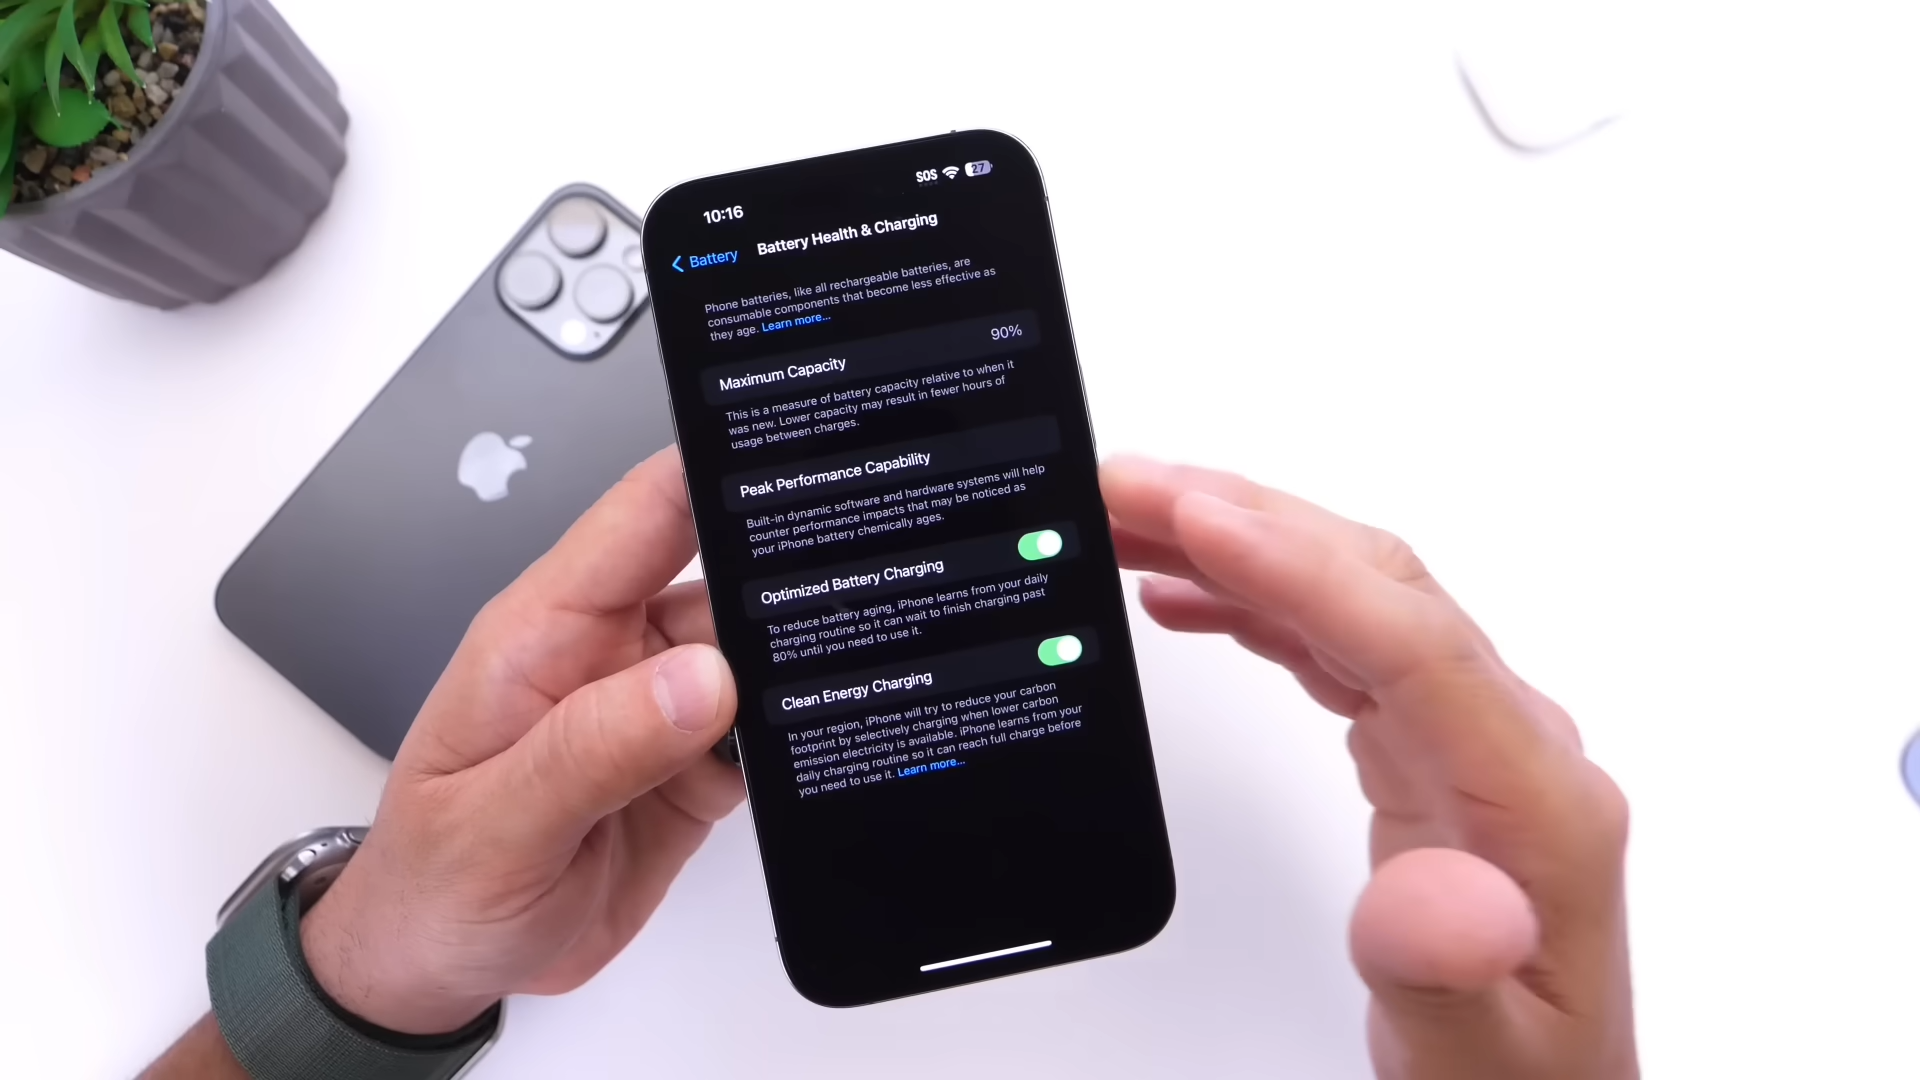 10:16
SOS
27
Battery
Battery Health & Charging
Phone batteries, like all rechargeable batteries, are
consumable components that become less effective as
they age. Learn more...
Maximum Capacity
90%
This is a measure of battery capacity relative to when it
was new. Lower capacity may result in fewer hours of
usage between charges.
Peak Performance Capability
Built-in dynamic software and hardware systems will help
counter performance impacts that may be noticed as
your iPhone battery chemically ages.
Optimized Battery Charging
To reduce battery aging, iPhone learns from your daily
charging routine so it can wait to finish charging past
80% until you need to use it.
Clean Energy Charging
In your region, iPhone will try to reduce your carbon
footprint by selectively charging when lower carbon
emission electricity is available. iPhone learns from your
daily charging routine so it can reach full charge before
you need to use it. Learn more...